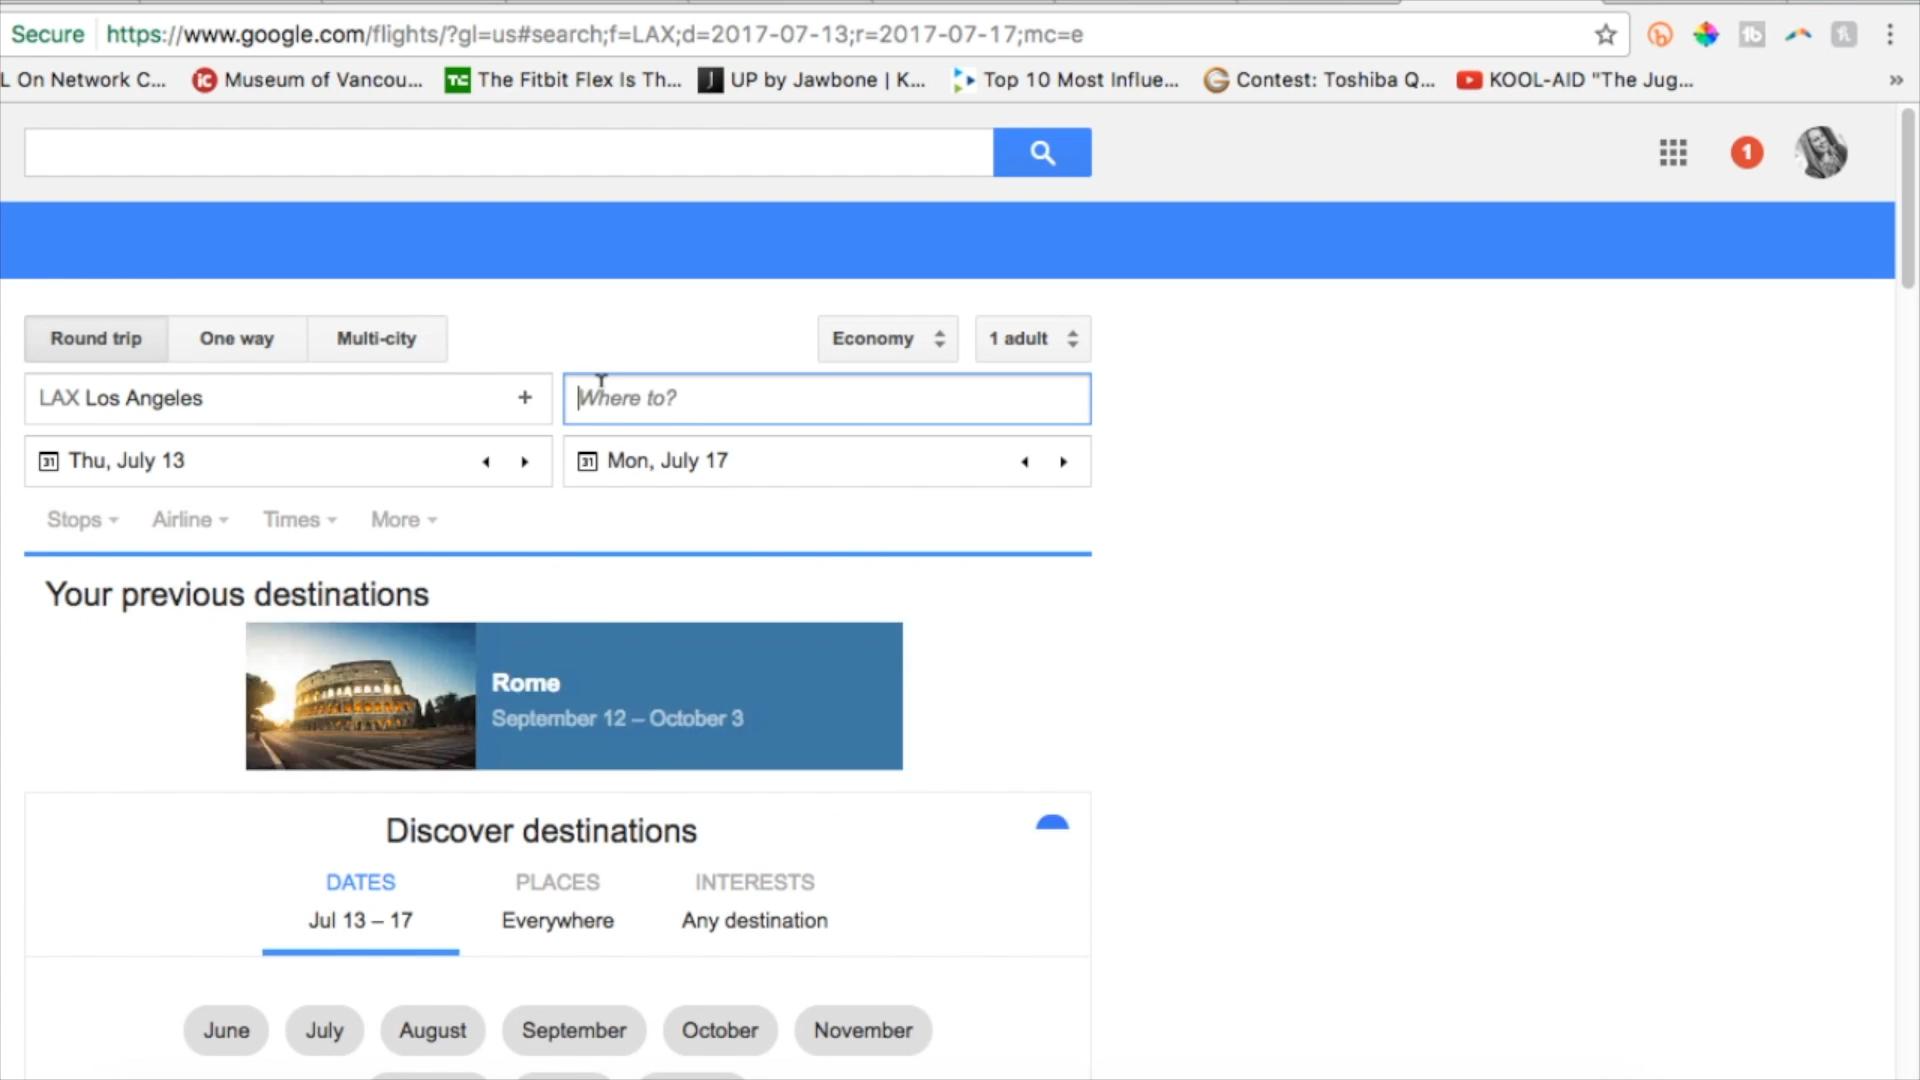 Secure https://www.google.com/flights/?gl=us#search;f=LAX;d=2017-07-13;r=2017-07-17;mc=e
L On Network C... Museum of Vancou... TC The Fitbit Flex Is Th... J UP by Jawbone | K... Top 10 Most Influe... Contest: Toshiba Q... KOOL-AID "The Jug... »
1
Round trip One way Multi-city Economy 1 adult
LAX Los Angeles + Where to?
31 Thu, July 13 31 Mon, July 17
Stops Airline Times More
Your previous destinations
Rome
September 12 – October 3
Discover destinations
DATES PLACES INTERESTS
Jul 13 – 17 Everywhere Any destination
June July August September October November